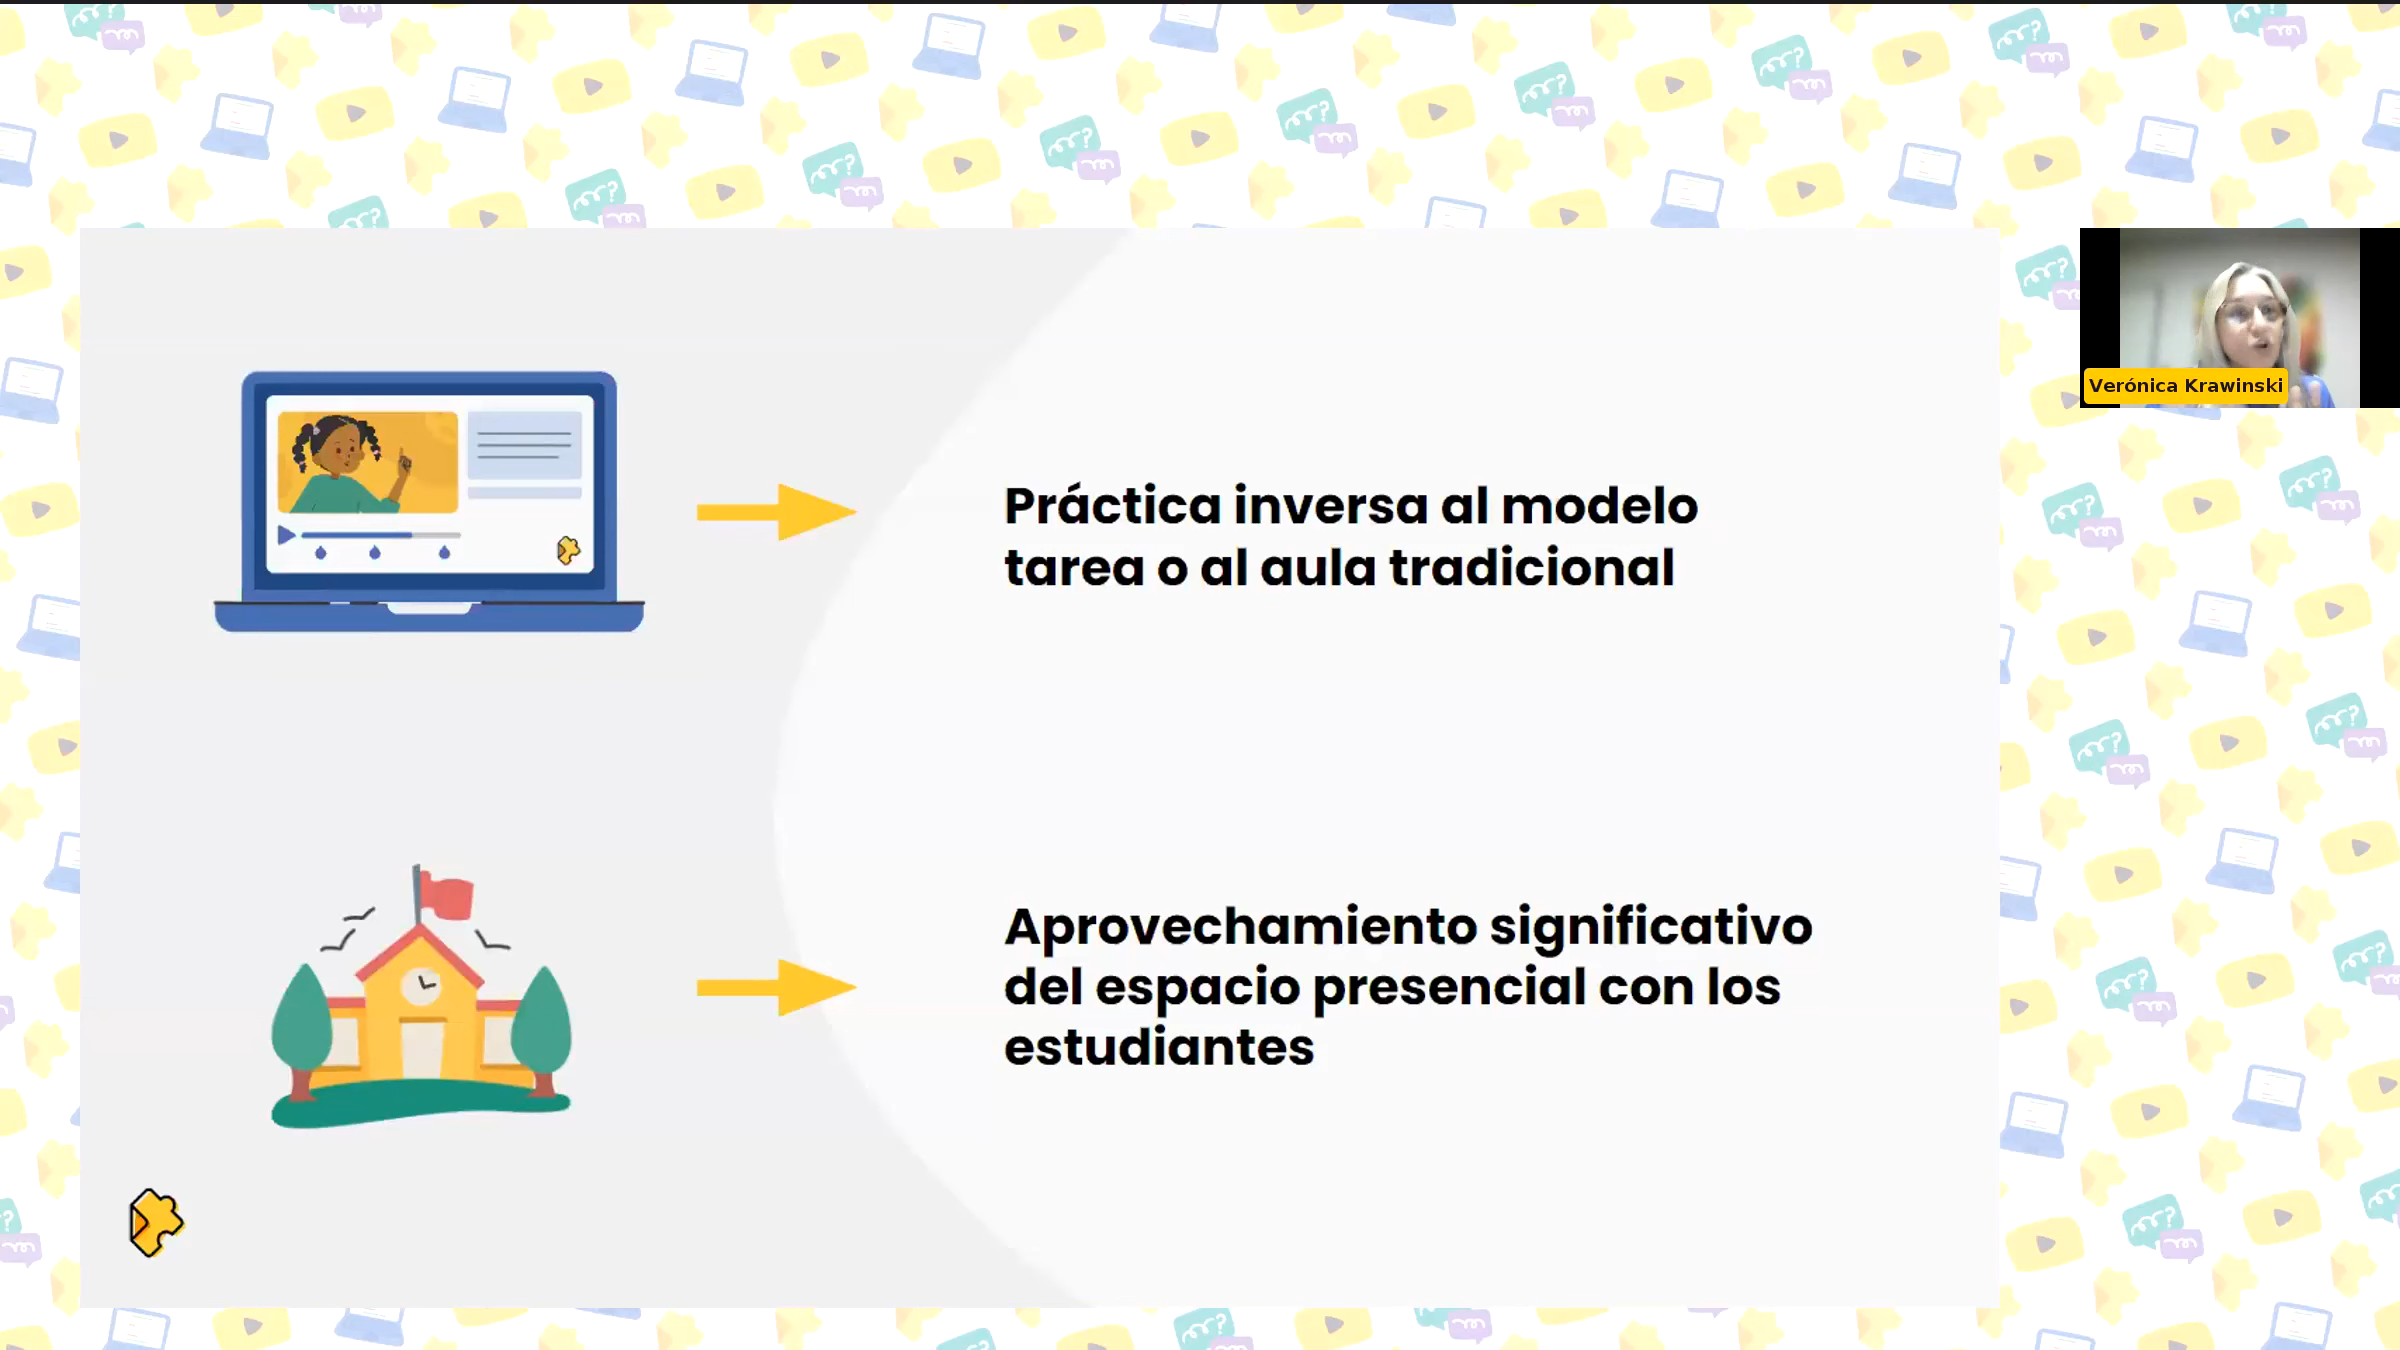 Práctica inversa al modelo
tarea o al aula tradicional
Verónica Krawinski
Aprovechamiento significativo
del espacio presencial con los
estudiantes